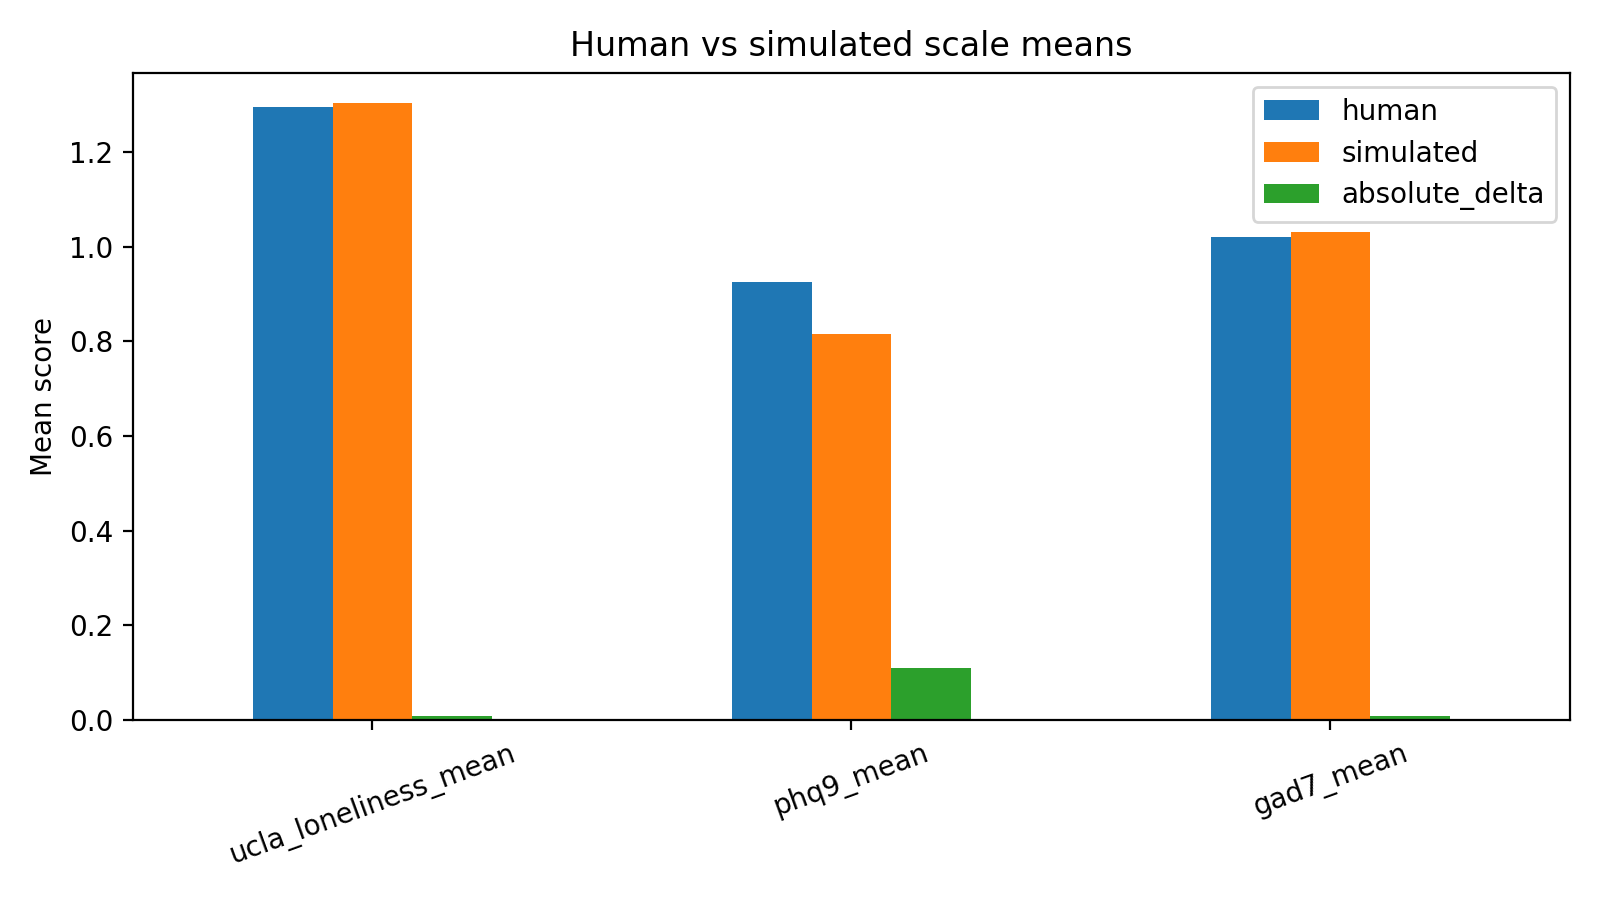 Human vs simulated scale means
human
simulated
absolute_delta
Mean score
1.2
1.0
0.8
0.6
0.4
0.2
0.0
ucla_loneliness_mean
phq9_mean
gad7_mean